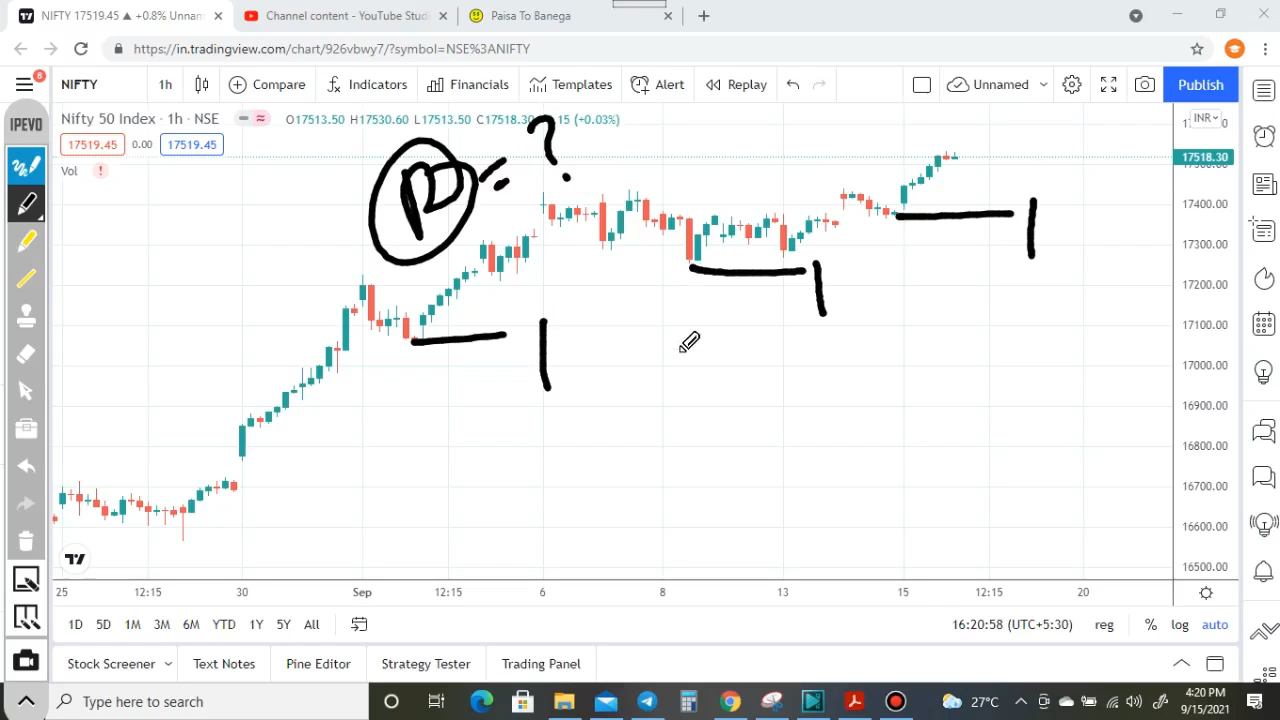 NIFTY 17519.45 ▲ +0.8% Unnam
Channel content - YouTube Studi
Paisa To Banega
https://in.tradingview.com/chart/926vbwy7/?symbol=NSE%3ANIFTY
8
NIFTY 1h Compare Indicators Financials Templates Alert Replay Unnamed Publish
IPEVO
Nifty 50 Index · 1h · NSE O17513.50 H17530.60 L17513.50 C17518.30 (+0.03%)
INR
17519.45 0.00 17519.45
Vol !
?
17518.30
17400.00
17300.00
17200.00
17100.00
17000.00
16900.00
16800.00
16700.00
16600.00
16500.00
25 12:15 30 Sep 12:15 6 8 13 15 12:15 20
1D 5D 1M 3M 6M YTD 1Y 5Y All 16:20:58 (UTC+5:30) reg % log auto
Stock Screener Text Notes Pine Editor Strategy Tester Trading Panel
Type here to search 27°C 4:20 PM
9/15/2021